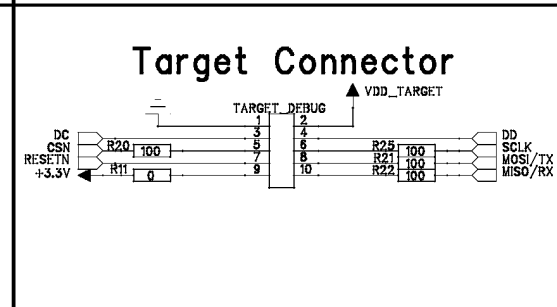 Target Connector
VDD_TARGET
TARGET_DEBUG
1 2
DC 3 4 DD
CSN R20 100 5 6 R25 100 SCLK
RESETN 7 8 R21 100 MOSI/TX
+3.3V R11 0 9 10 R22 100 MISO/RX